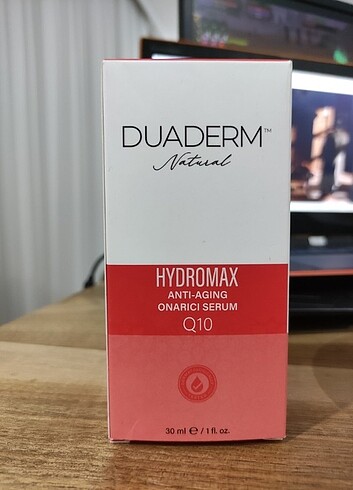 DUADERM™
Natural
HYDROMAX
ANTI-AGING
ONARICI SERUM
Q10
30 ml ℮ / 1 fl. oz.